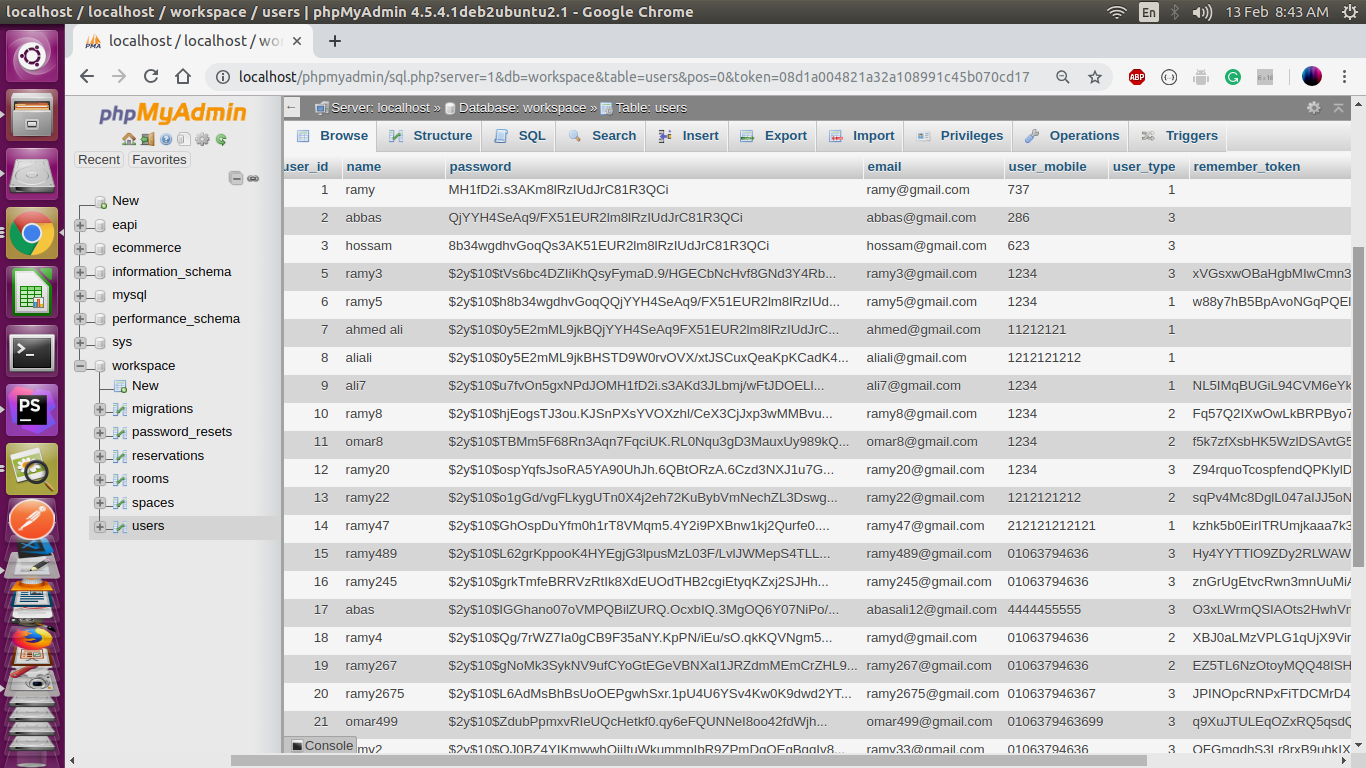 localhost / localhost / workspace / users | phpMyAdmin 4.5.4.1deb2ubuntu2.1 - Google Chrome En 13 Feb 8:43 AM
localhost / localhost / wo
localhost/phpmyadmin/sql.php?server=1&db=workspace&table=users&pos=0&token=08d1a004821a32a108991c45b070cd17 ABP
phpMyAdmin
Recent Favorites
New
eapi
ecommerce
information_schema
mysql
performance_schema
sys
workspace
New
migrations
password_resets
reservations
rooms
spaces
users
Server: localhost » Database: workspace » Table: users
Browse Structure SQL Search Insert Export Import Privileges Operations Triggers
user_id name password email user_mobile user_type remember_token
1 ramy MH1fD2i.s3AKm8lRzIUdJrC81R3QCi ramy@gmail.com 737 1
2 abbas QjYYH4SeAq9/FX51EUR2lm8lRzIUdJrC81R3QCi abbas@gmail.com 286 3
3 hossam 8b34wgdhvGoqQs3AK51EUR2lm8lRzIUdJrC81R3QCi hossam@gmail.com 623 3
5 ramy3 $2y$10$tVs6bc4DZIiKhQsyFymaD.9/HGECbNcHvf8GNd3Y4Rb... ramy3@gmail.com 1234 3 xVGsxwOBaHgbMIwCmn3
6 ramy5 $2y$10$h8b34wgdhvGoqQQjYYH4SeAq9/FX51EUR2lm8lRzIUd... ramy5@gmail.com 1234 1 w88y7hB5BpAvoNGqPQEI
7 ahmed ali $2y$10$0y5E2mML9jkBQjYYH4SeAq9FX51EUR2lm8lRzIUdJrC... ahmed@gmail.com 11212121 1
8 aliali $2y$10$0y5E2mML9jkBHSTD9W0rvOVX/xtJSCuxQeaKpKCadK4... aliali@gmail.com 1212121212 1
9 ali7 $2y$10$u7fvOn5gxNPdJOMH1fD2i.s3AKd3JLbmj/wFtJDOELI... ali7@gmail.com 1234 1 NL5IMqBUGiL94CVM6eYk
10 ramy8 $2y$10$hjEogsTJ3ou.KJSnPXsYVOXzhl/CeX3CjJxp3wMMBvu... ramy8@gmail.com 1234 2 Fq57Q2IXwOwLkBRPByo7
11 omar8 $2y$10$TBMm5F68Rn3Aqn7FqciUK.RL0Nqu3gD3MauxUy989kQ... omar8@gmail.com 1234 2 f5k7zfXsbHK5WzlDSAvtG5
12 ramy20 $2y$10$ospYqfsJsoRA5YA90UhJh.6QBtORzA.6Czd3NXJ1u7G... ramy20@gmail.com 1234 3 Z94rquoTcospfendQPKlyID
13 ramy22 $2y$10$o1gGd/vgFLkygUTn0X4j2eh72KuBybVmNechZL3Dswg... ramy22@gmail.com 1212121212 2 sqPv4Mc8DglL047aIJJ5oN
14 ramy47 $2y$10$GhOspDuYfm0h1rT8VMqm5.4Y2i9PXBnw1kj2Qurfe0.... ramy47@gmail.com 212121212121 1 kzhk5b0EirlTRUmjkaaa7k3
15 ramy489 $2y$10$L62grKppooK4HYEgjG3lpusMzL03F/LvlJWMepS4TLL... ramy489@gmail.com 01063794636 3 Hy4YYTTIO9ZDy2RLWAW
16 ramy245 $2y$10$grkTmfeBRRVzRtIk8XdEUOdTHB2cgiEtyqKZxj2SJHh... ramy245@gmail.com 01063794636 3 znGrUgEtvcRwn3mnUuMiA
17 abas $2y$10$IGGhano07oVMPQBilZURQ.OcxbIQ.3MgOQ6Y07NiPo/... abasali12@gmail.com 4444455555 3 O3xLWrmQSIAOts2HwhVn
18 ramy4 $2y$10$Qg/7rWZ7Ia0gCB9F35aNY.KpPN/iEu/sO.qkKQVNgm5... ramyd@gmail.com 01063794636 2 XBJ0aLMzVPLG1qUjX9Vir
19 ramy267 $2y$10$gNoMk3SykNV9ufCYoGtEGeVBNXaI1JRZdmMEmCrZHL9... ramy267@gmail.com 01063794636 2 EZ5TL6NzOtoyMQQ48ISH
20 ramy2675 $2y$10$L6AdMsBhBsUoOEPgwhSxr.1pU4U6YSv4Kw0K9dwd2YT... ramy2675@gmail.com 010637946367 3 JPINOpcRNPxFiTDCMrD4
21 omar499 $2y$10$ZdubPpmxvRIeUQcHetkf0.qy6eFQUNNeI8oo42fdWjh... omar499@gmail.com 0106379463699 3 q9XuJTULEqOZxRQ5qsdQ
my2 ramy33@gmail.com 01063794636 3
Console
PS